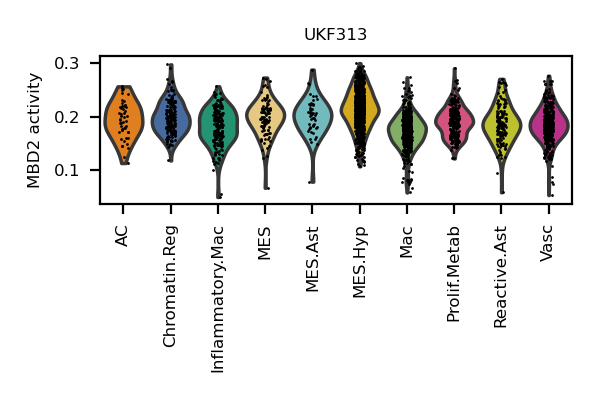 UKF313
MBD2 activity
0.3
0.2
0.1
AC
Chromatin.Reg
Inflammatory.Mac
MES
MES.Ast
MES.Hyp
Mac
Prolif.Metab
Reactive.Ast
Vasc